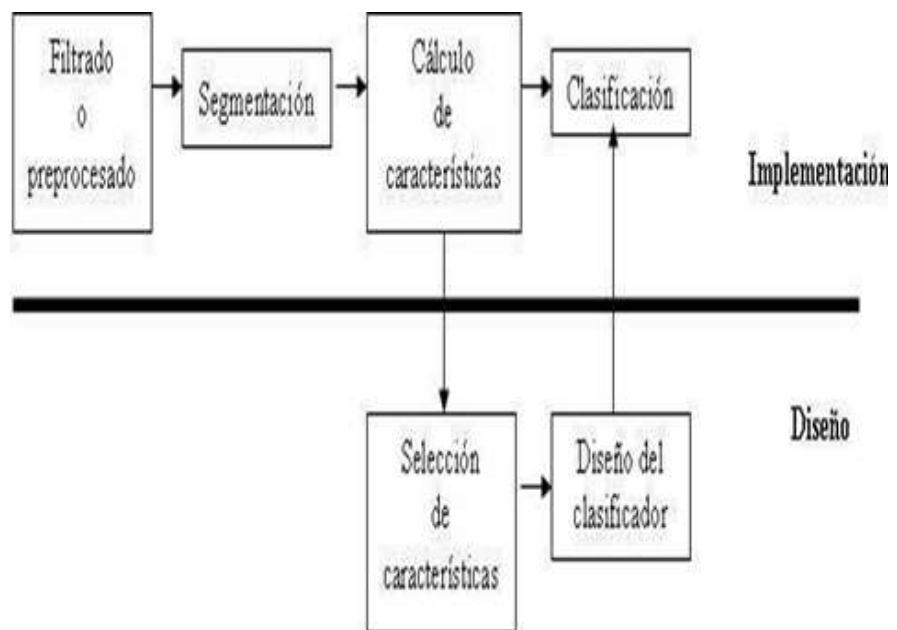 Filtrado
o
preprocesado
Segmentación
Cálculo
de
características
Clasificación
Implementación
Selección
de
características
Diseño del
clasificador
Diseño